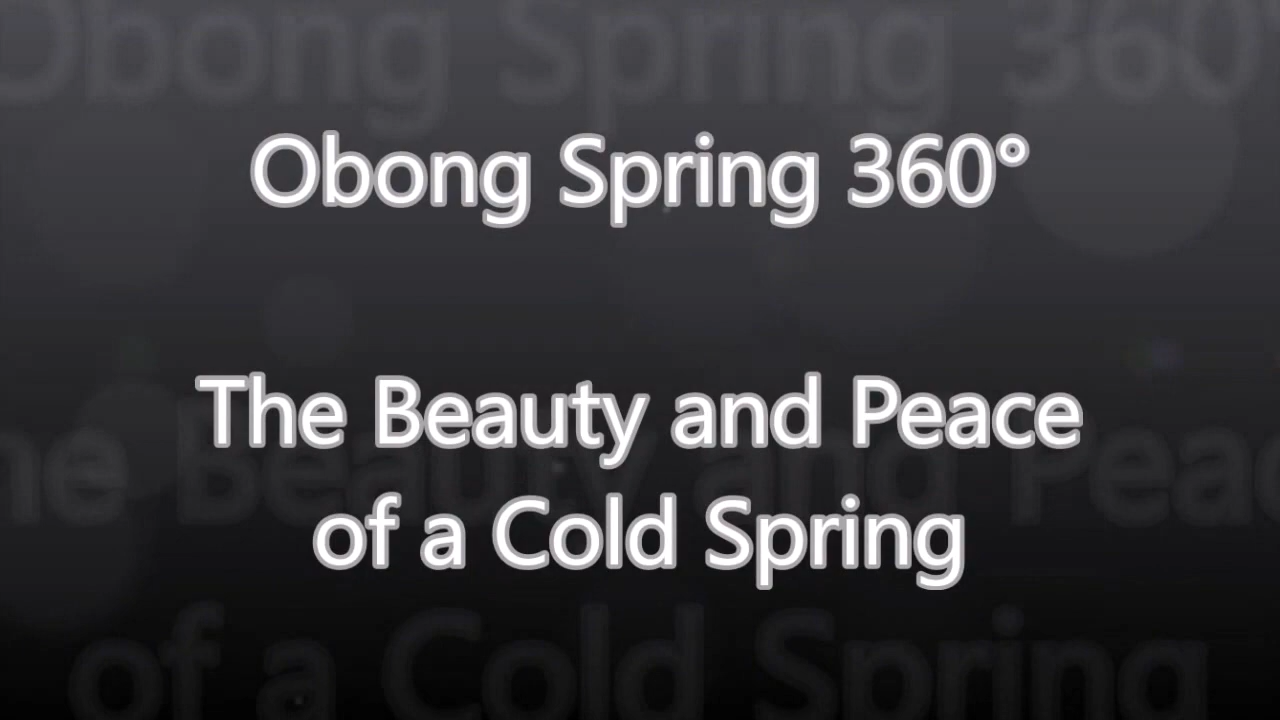 Obong Spring 360°
The Beauty and Peace
of a Cold Spring